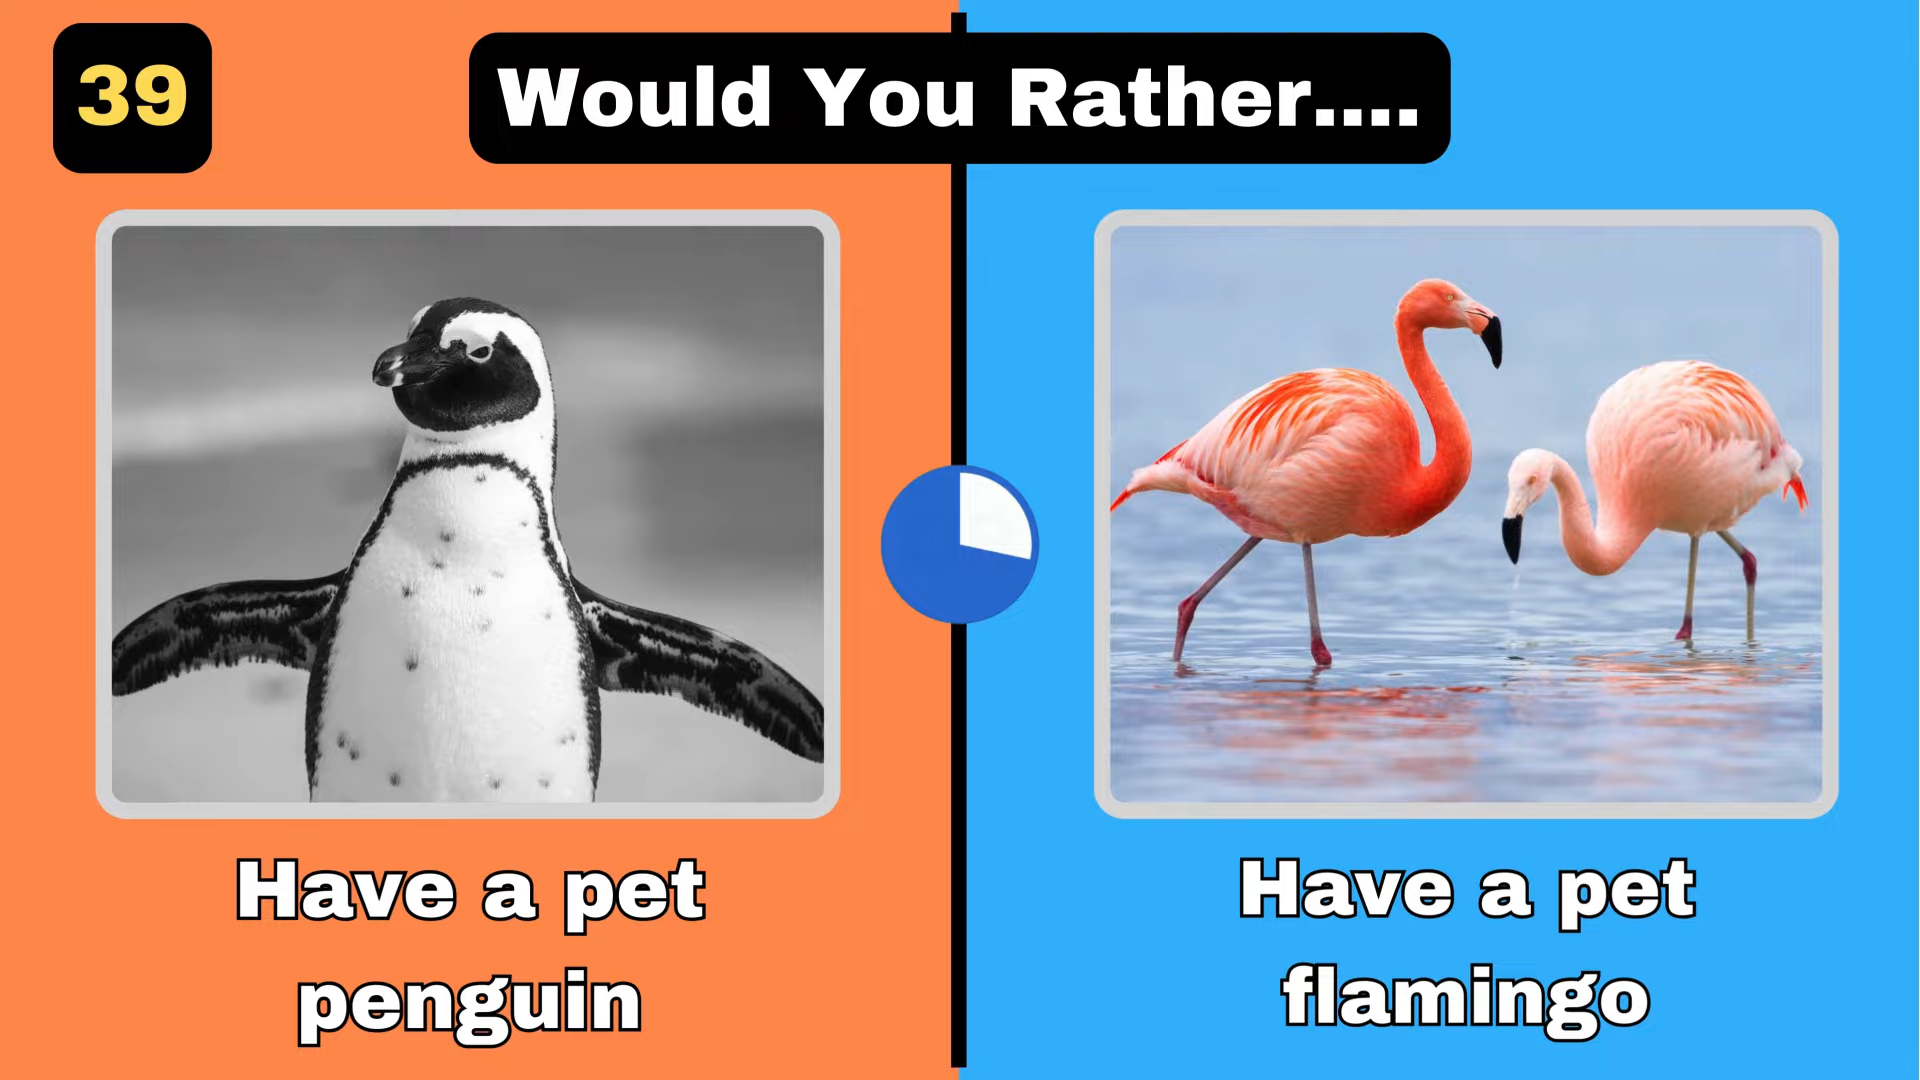 39
Would You Rather....
Have a pet
penguin
Have a pet
flamingo